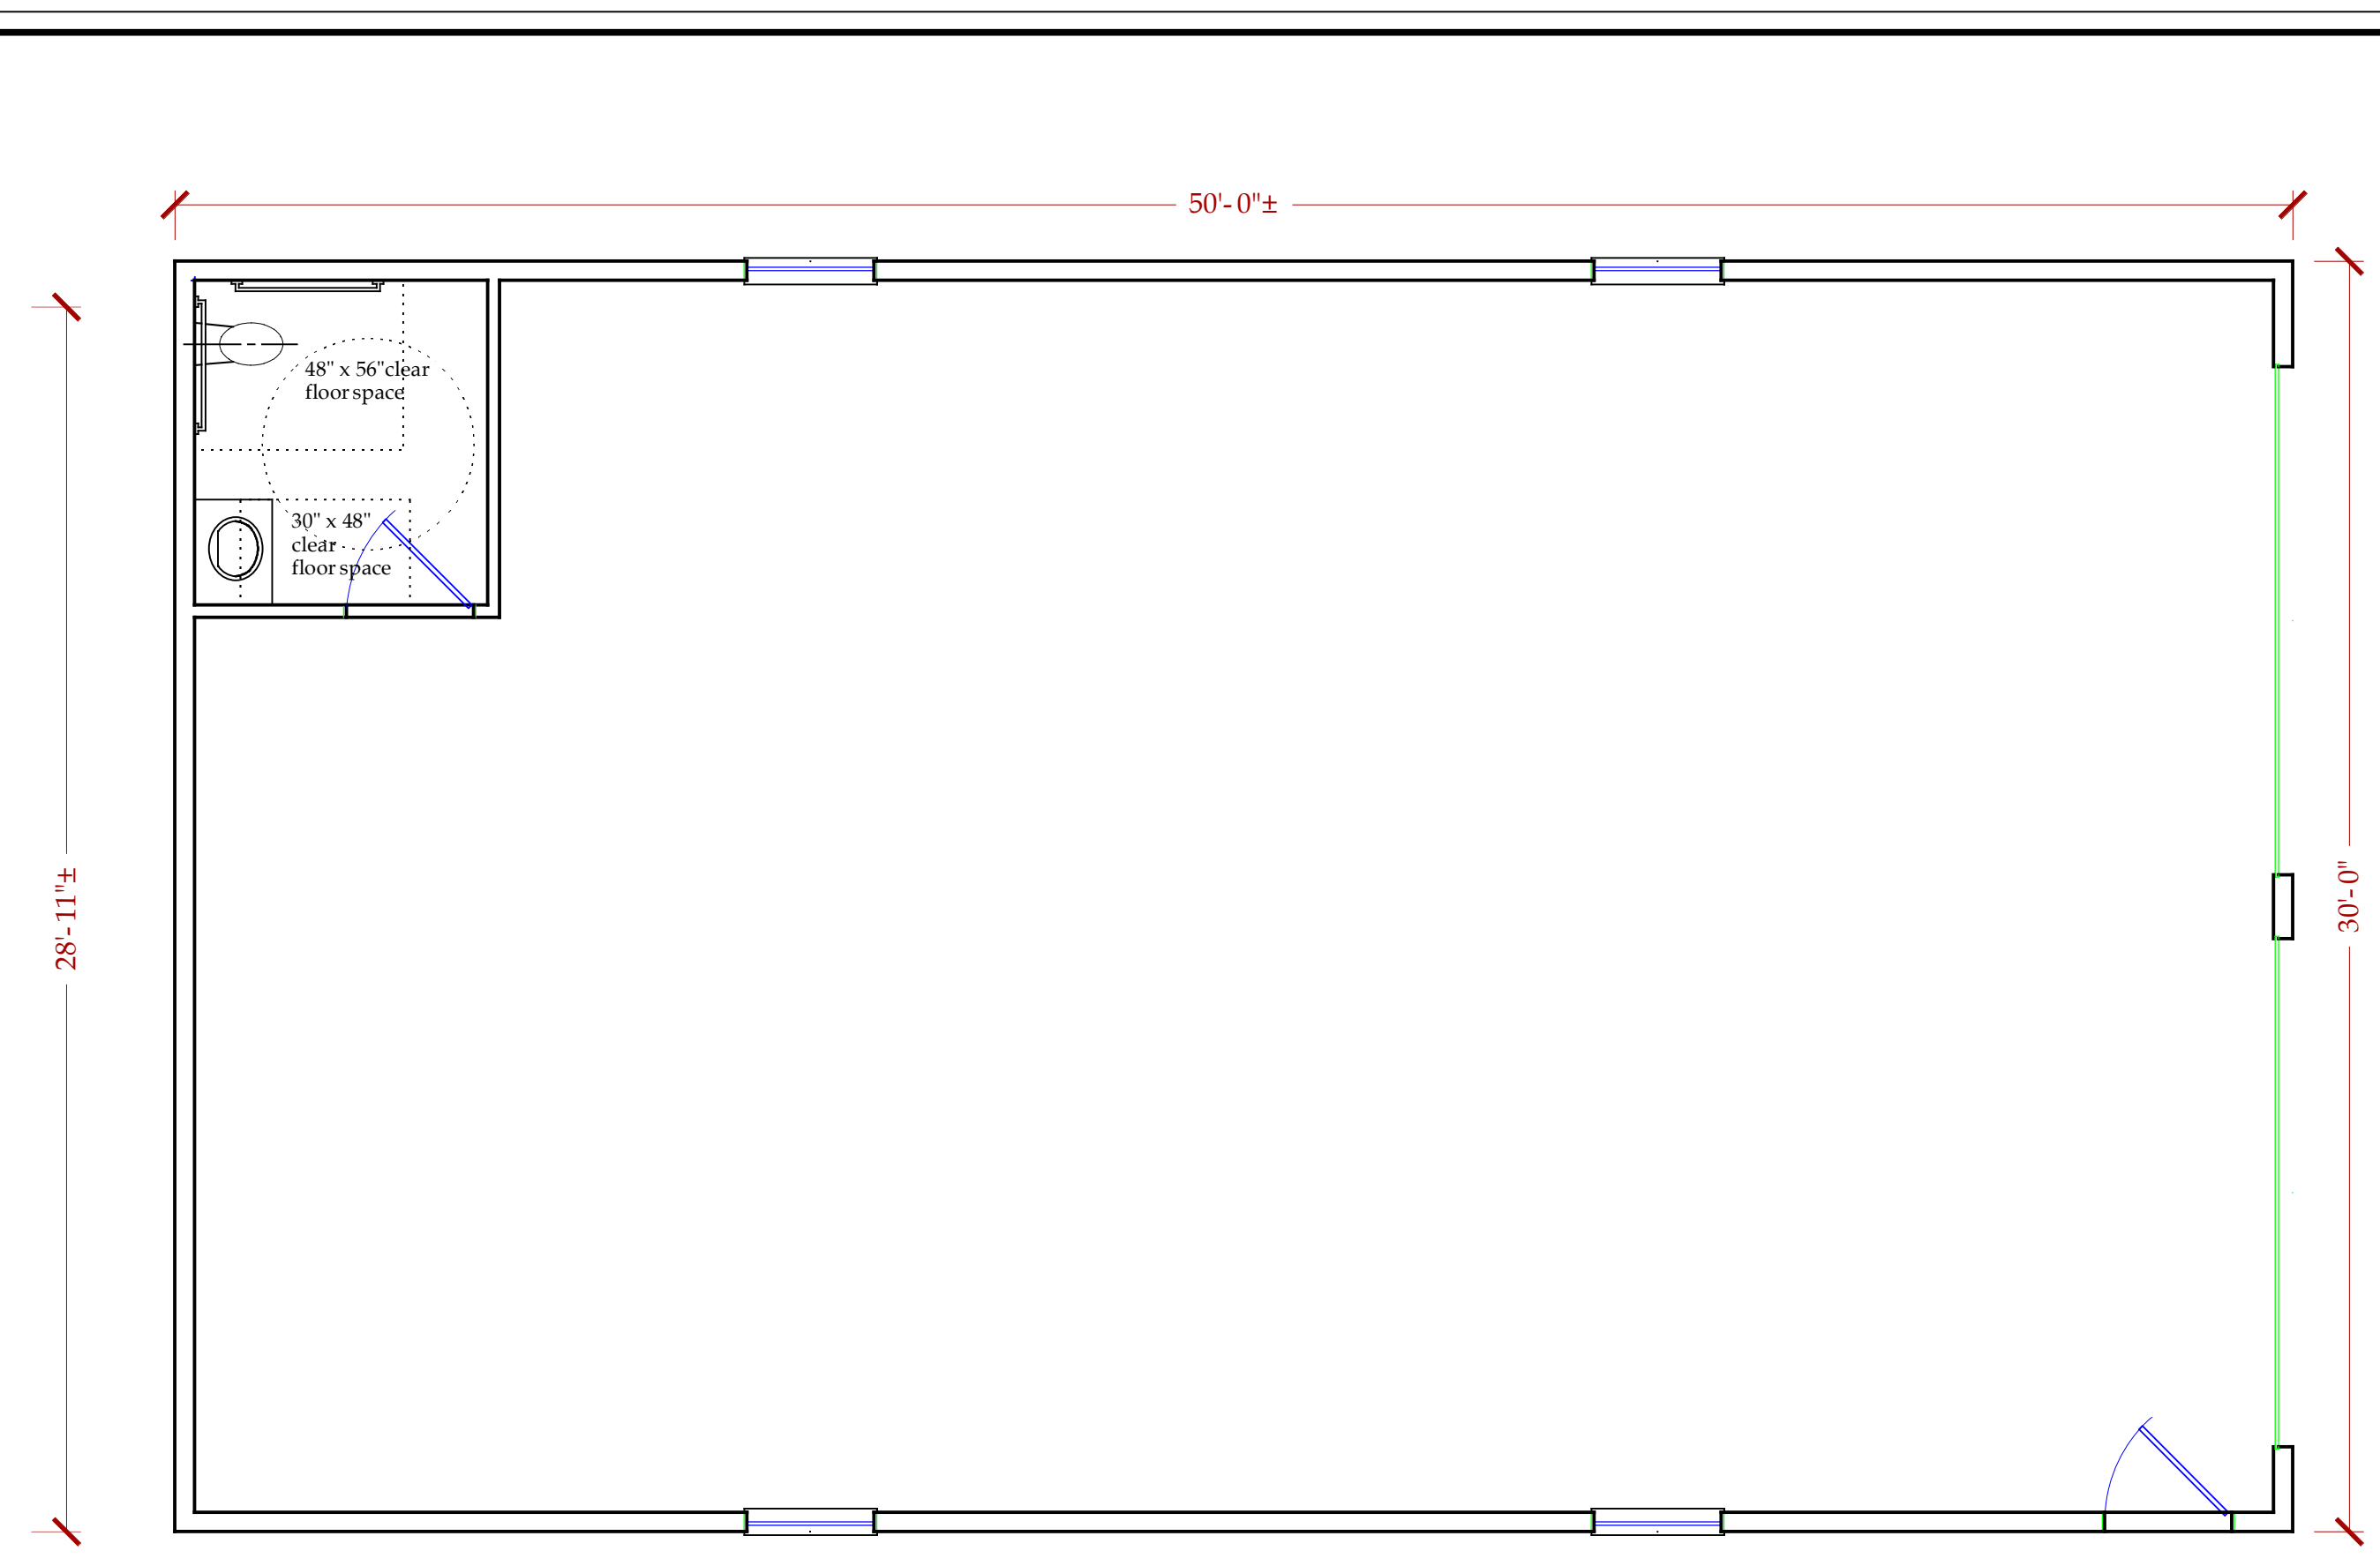 50'- 0"±
48" x 56"clear
floor space
30" x 48"
clear
floor space
28'- 11"±
30'- 0"